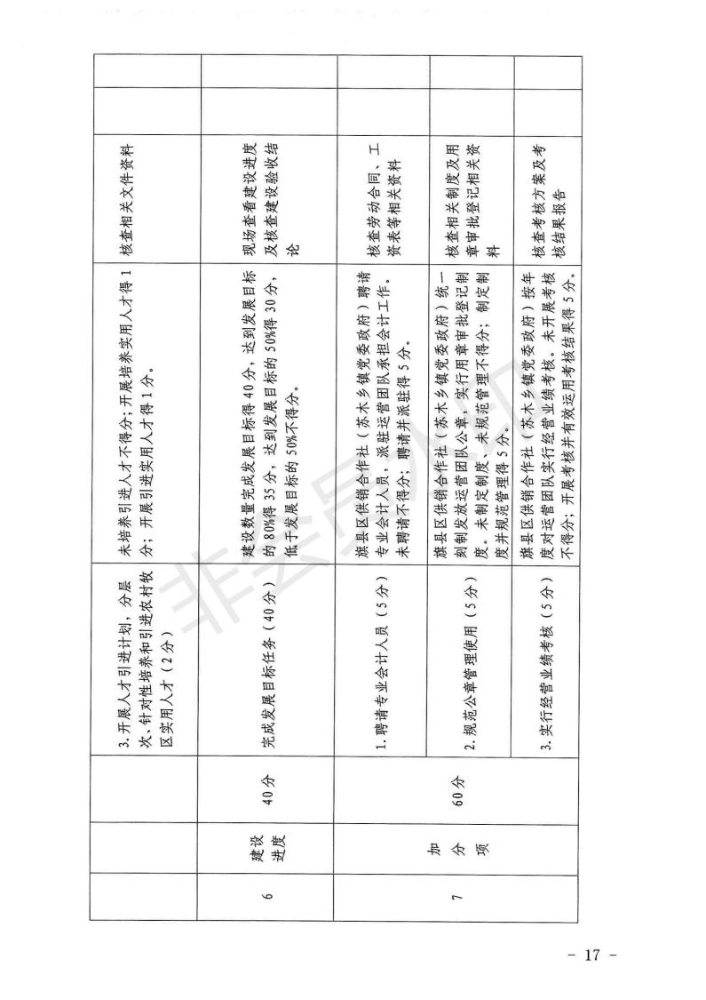 3.开展人才引进计划，分层
次、针对性培养和引进农村牧
区实用人才（2分）
未培养引进人才不得分；开展培养实用人才得1
分；开展引进实用人才得1分。
核查相关文件资料
6
建设
进度
40分
完成发展目标任务（40分）
建设数量完成发展目标得40分，达到发展目标
的80%得35分，达到发展目标的50%得30分，
低于发展目标的50%不得分。
现场查看建设进度
及核查建设验收结
论
7
加
分
项
60分
1.聘请专业会计人员（5分）
旗县区供销合作社（苏木乡镇党委政府）聘请
专业会计人员，派驻运营团队承担会计工作。
未聘请不得分；聘请并派驻得5分。
核查劳动合同、工
资表等相关资料
2.规范公章管理使用（5分）
旗县区供销合作社（苏木乡镇党委政府）统一
刻制发放运营团队公章，实行用章审批登记制
度。未制定制度、未规范管理不得分；制定制
度并规范管理得5分。
核查相关制度及用
章审批登记相关资
料
3.实行经营业绩考核（5分）
旗县区供销合作社（苏木乡镇党委政府）按年
度对运营团队实行经营业绩考核。未开展考核
不得分；开展考核并有效运用考核结果得5分。
核查考核方案及考
核结果报告
非会员水印
- 17 -